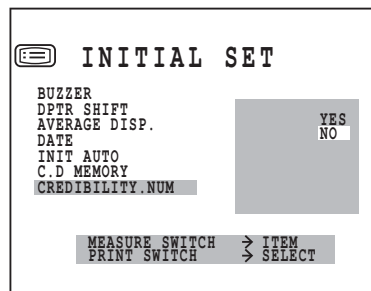 INITIAL SET
BUZZER
DPTR SHIFT
AVERAGE DISP.
DATE
INIT AUTO
C.D MEMORY
CREDIBILITY.NUM
YES
NO
MEASURE SWITCH → ITEM
PRINT SWITCH → SELECT